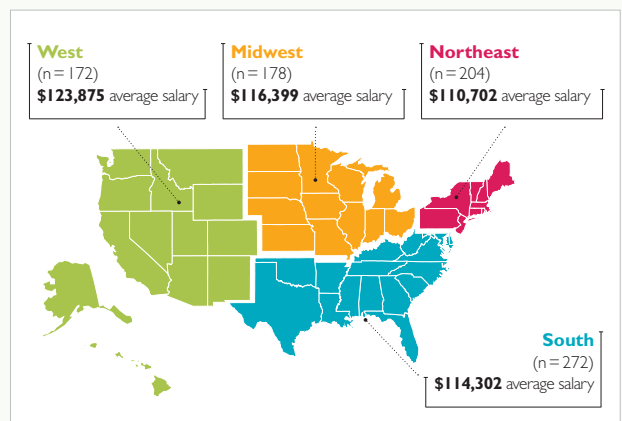 West
(n = 172)
$123,875 average salary
Midwest
(n = 178)
$116,399 average salary
Northeast
(n = 204)
$110,702 average salary
South
(n = 272)
$114,302 average salary